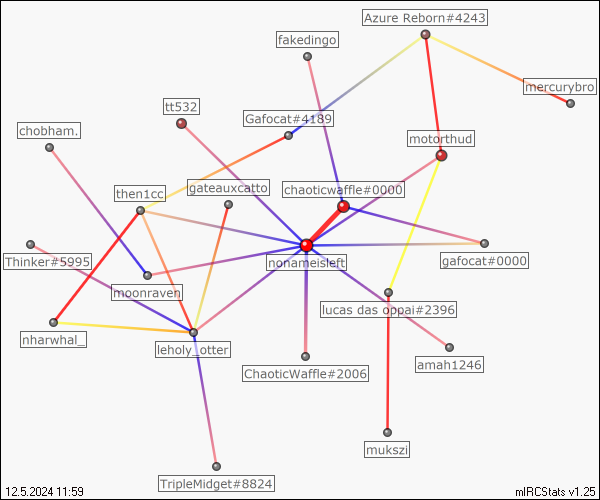 Azure Reborn#4243
fakedingo
mercurybro
tt532
Gafocat#4189
chobham.
motorthud
gateauxcatto
chaoticwaffle#0000
then1cc
Thinker#5995
nonameisleft
gafocat#0000
moonraven
lucas das oppai#2396
nharwhal_
leholy_otter
amah1246
ChaoticWaffle#2006
mukszi
TripleMidget#8824
12.5.2024 11:59
mIRCStats v1.25